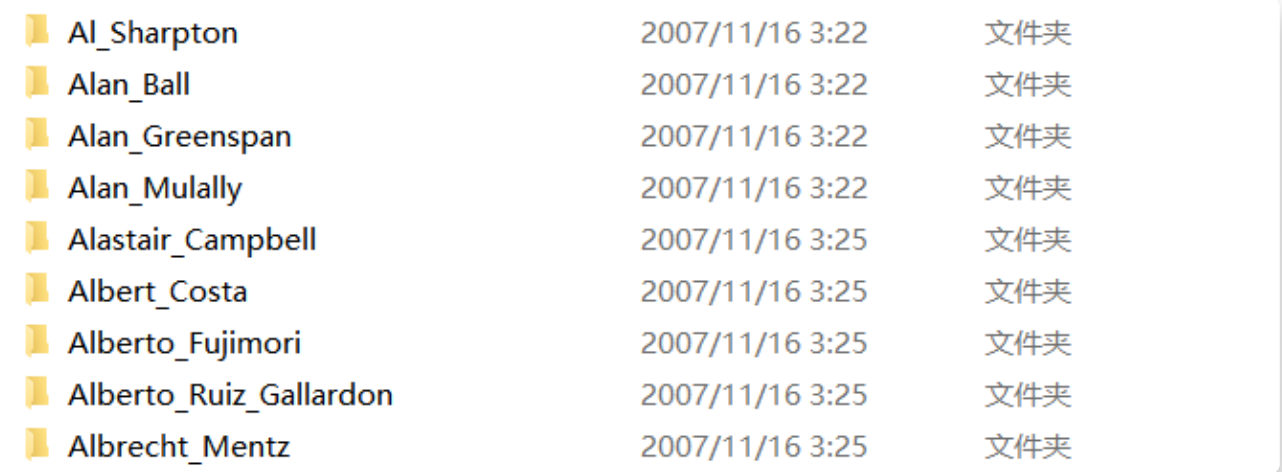 Al_Sharpton 2007/11/16 3:22 文件夹
Alan_Ball 2007/11/16 3:22 文件夹
Alan_Greenspan 2007/11/16 3:22 文件夹
Alan_Mulally 2007/11/16 3:22 文件夹
Alastair_Campbell 2007/11/16 3:25 文件夹
Albert_Costa 2007/11/16 3:25 文件夹
Alberto_Fujimori 2007/11/16 3:25 文件夹
Alberto_Ruiz_Gallardon 2007/11/16 3:25 文件夹
Albrecht_Mentz 2007/11/16 3:25 文件夹